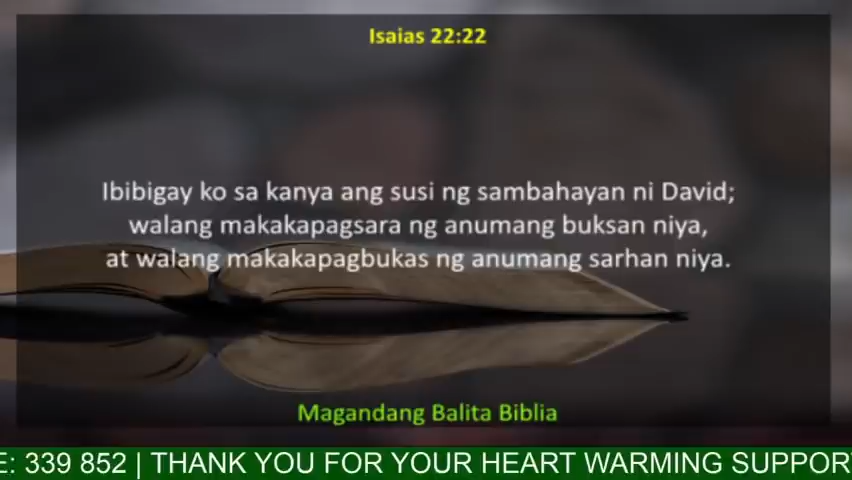 Isaias 22:22
Ibibigay ko sa kanya ang susi ng sambahayan ni David;
walang makakapagsara ng anumang buksan niya,
at walang makakapagbukas ng anumang sarhan niya.
Magandang Balita Biblia
E: 339 852 | THANK YOU FOR YOUR HEART WARMING SUPPORT